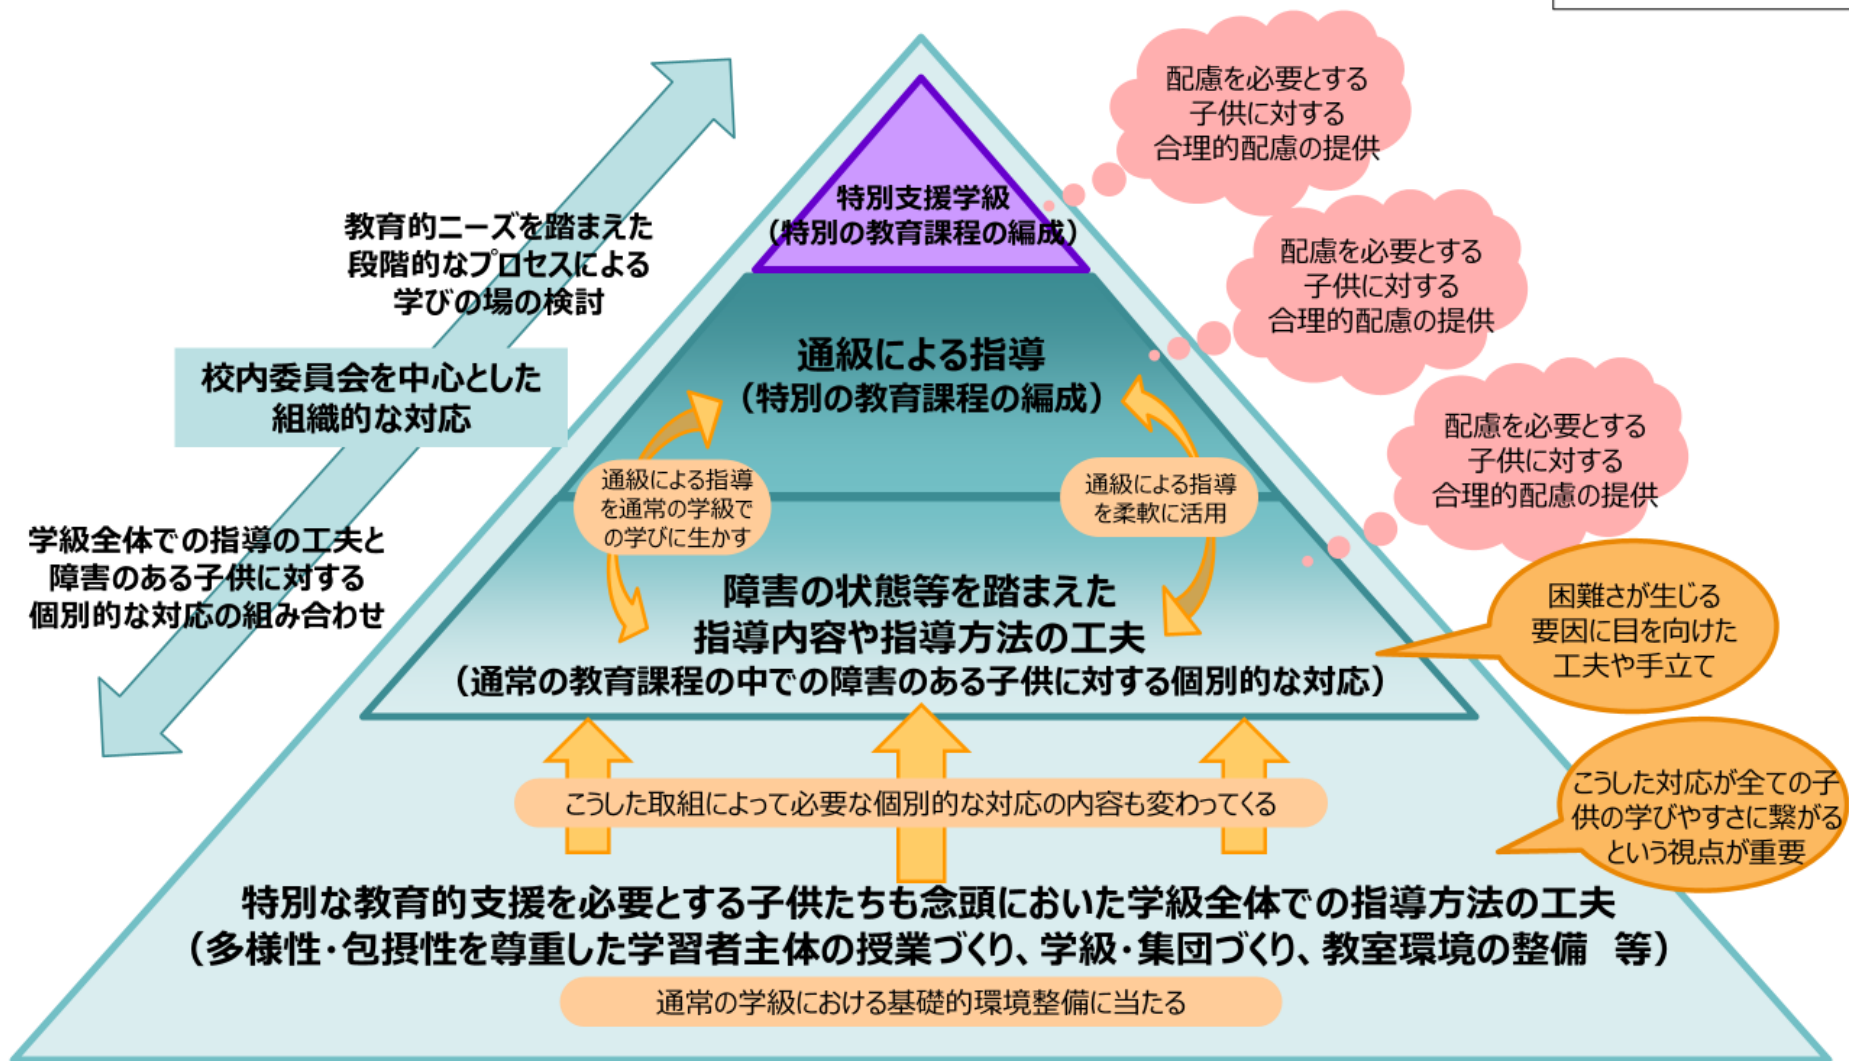 配慮を必要とする
子供に対する
合理的配慮の提供
特別支援学級
（特別の教育課程の編成）
教育的ニーズを踏まえた
段階的なプロセスによる
学びの場の検討
配慮を必要とする
子供に対する
合理的配慮の提供
通級による指導
（特別の教育課程の編成）
校内委員会を中心とした
組織的な対応
配慮を必要とする
子供に対する
合理的配慮の提供
通級による指導
を通常の学級で
の学びに生かす
通級による指導
を柔軟に活用
学級全体での指導の工夫と
障害のある子供に対する
個別的な対応の組み合わせ
障害の状態等を踏まえた
指導内容や指導方法の工夫
（通常の教育課程の中での障害のある子供に対する個別的な対応）
困難さが生じる
要因に目を向けた
工夫や手立て
こうした取組によって必要な個別的な対応の内容も変わってくる
こうした対応が全ての子
供の学びやすさに繋がる
という視点が重要
特別な教育的支援を必要とする子供たちも念頭においた学級全体での指導方法の工夫
（多様性・包摂性を尊重した学習者主体の授業づくり、学級・集団づくり、教室環境の整備　等）
通常の学級における基礎的環境整備に当たる